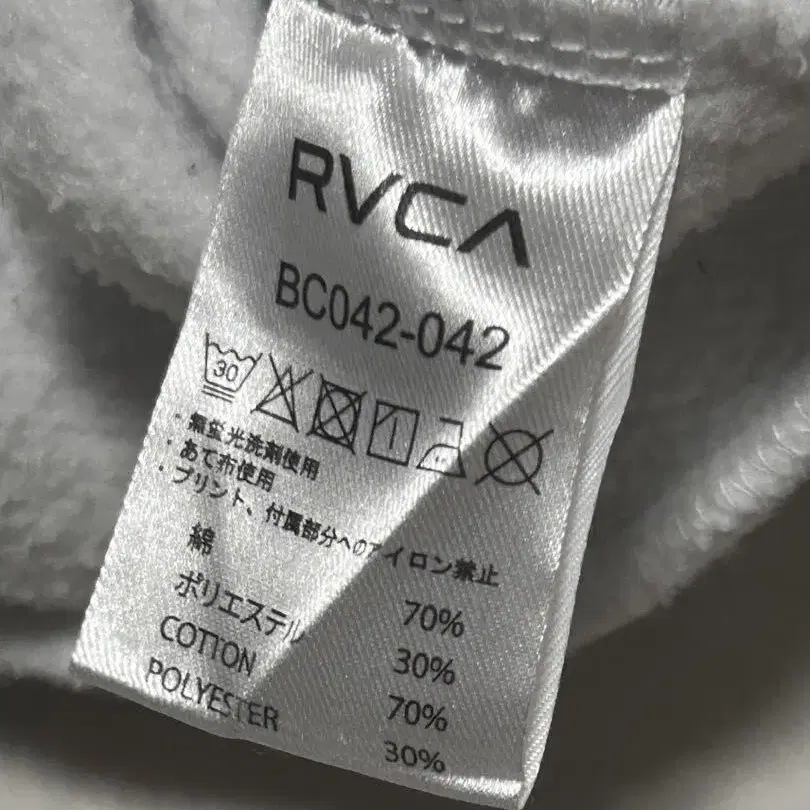 RVCA
BC042-042
30
・無蛍光洗剤使用
・あて布使用
・プリント、付属部分へのアイロン禁止
綿 70%
ポリエステル 30%
COTTON 70%
POLYESTER 30%